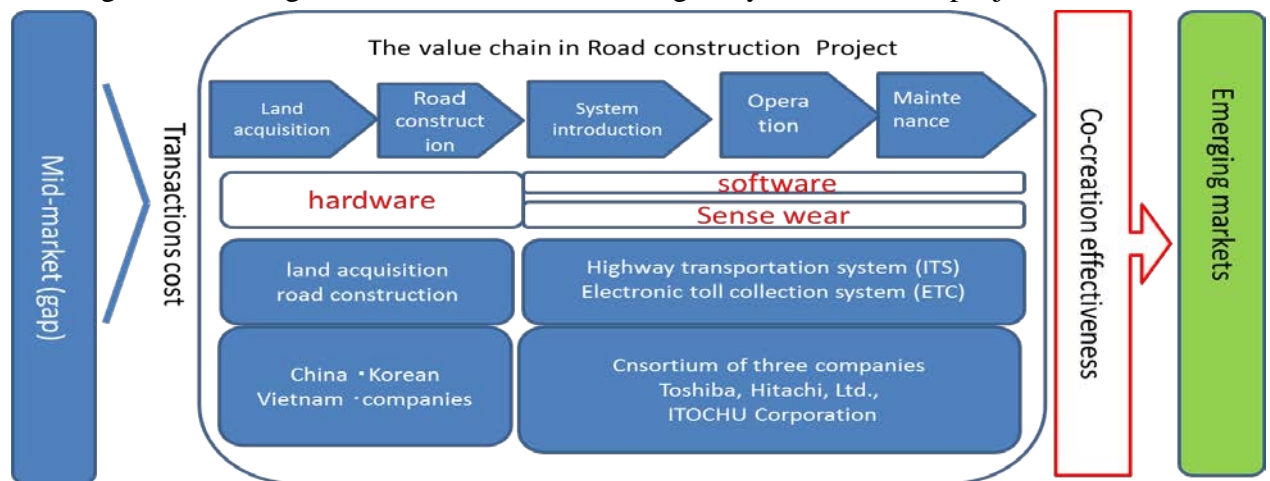 The value chain in Road construction Project
Mid-market (gap)
Transactions cost
Land
acquisition
Road
construct
ion
System
introduction
Opera
tion
Mainte
nance
hardware
software
Sense wear
land acquisition
road construction
Highway transportation system (ITS)
Electronic toll collection system (ETC)
China ・Korean
Vietnam ・companies
Cnsortium of three companies
Toshiba, Hitachi, Ltd.,
ITOCHU Corporation
Co-creation effectiveness
Emerging markets